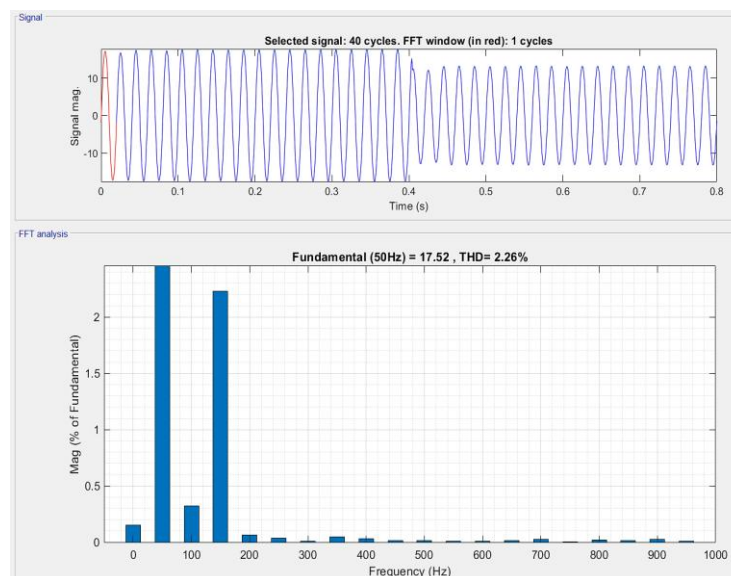 Signal
Selected signal: 40 cycles. FFT window (in red): 1 cycles
Signal mag.
10
0
-10
0 0.1 0.2 0.3 0.4 0.5 0.6 0.7 0.8
Time (s)
FFT analysis
Fundamental (50Hz) = 17.52 , THD= 2.26%
Mag (% of Fundamental)
2
1.5
1
0.5
0
0 100 200 300 400 500 600 700 800 900 1000
Frequency (Hz)